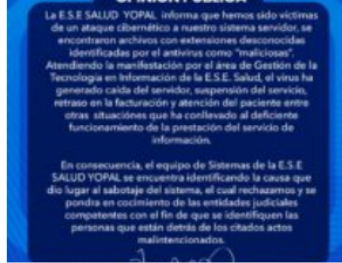 OPINIÓN PÚBLICA
La E.S.E SALUD YOPAL informa que hemos sido víctimas
de un ataque cibernético a nuestro sistema servidor, se
encontraron archivos con extensiones desconocidas
identificadas por el antivirus como "maliciosas".
Atendiendo la manifestación por el área de Gestión de la
Tecnología en Información de la E.S.E. Salud, el virus ha
generado caída del servidor, suspensión del servicio,
retraso en la facturación y atención del paciente entre
otras situaciónes que ha conllevado al deficiente
funcionamiento de la prestación del servicio de
información.
En consecuencia, el equipo de Sistemas de la E.S.E
SALUD YOPAL se encuentra identificando la causa que
dio lugar al sabotaje del sistema, el cual rechazamos y se
pondra en cocimiento de las entidades judiciales
competentes con el fin de que se identifiquen las
personas que están detrás de los citados actos
malintencionados.